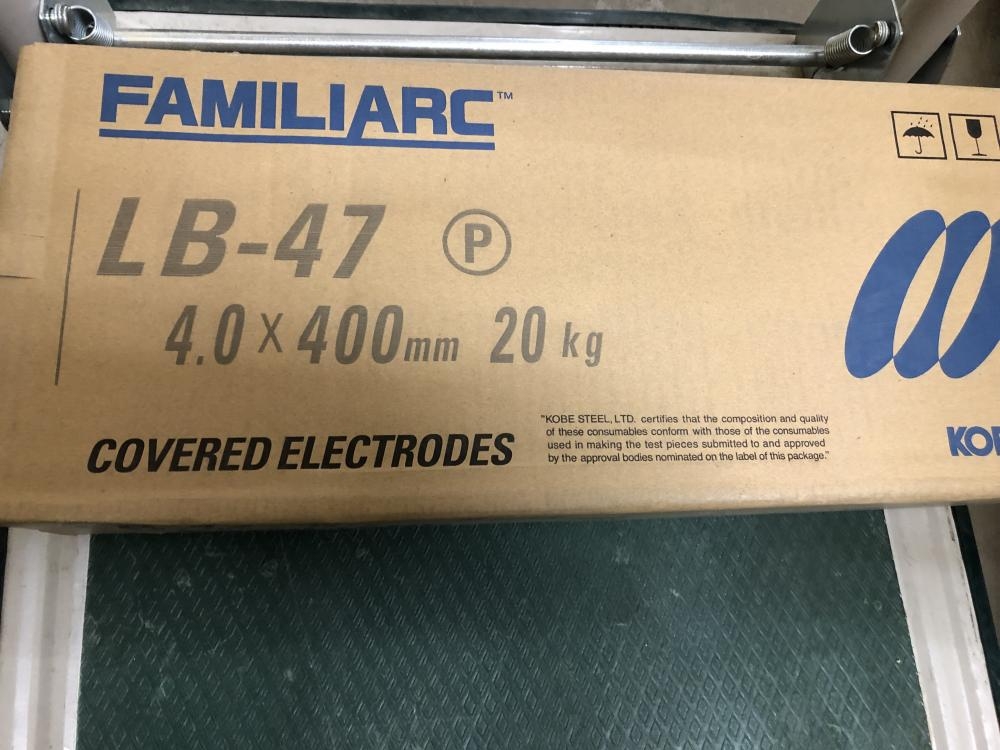 FAMILIARC™
LB-47 Ⓟ
4.0 × 400mm 20 kg
COVERED ELECTRODES
"KOBE STEEL, LTD. certifies that the composition and quality
of these consumables conform with those of the consumables
used in making the test pieces submitted to and approved
by the approval bodies nominated on the label of this package."